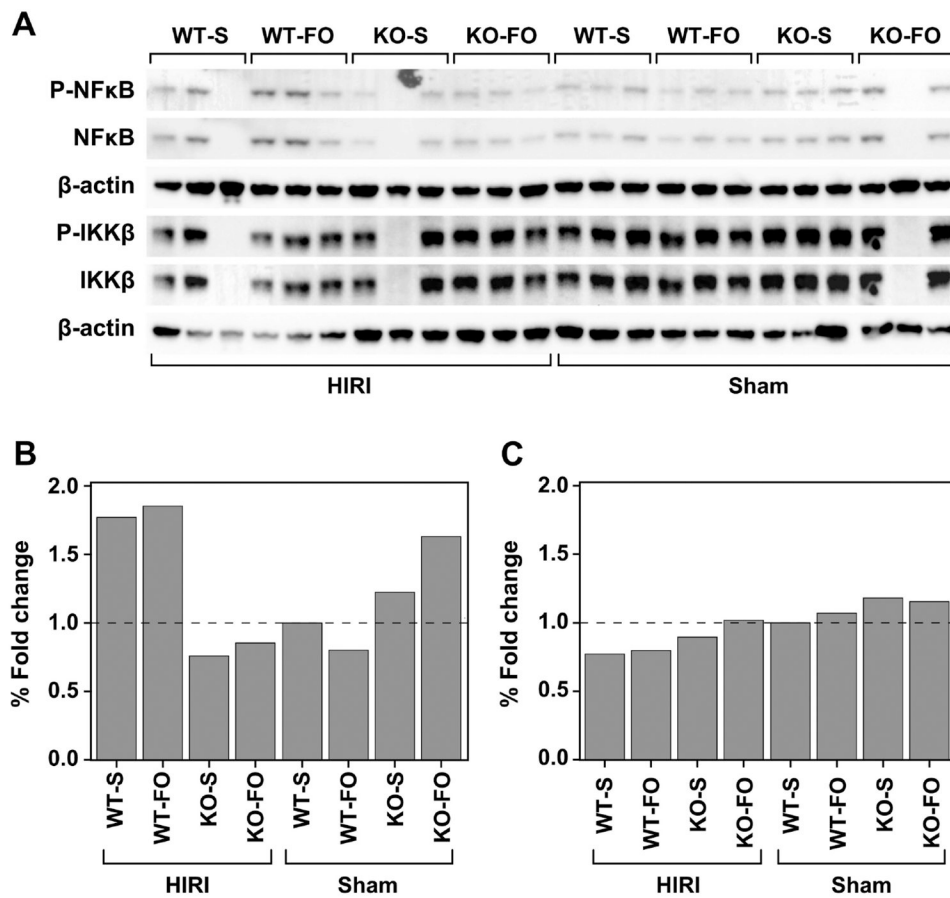 A
WT-S WT-FO KO-S KO-FO WT-S WT-FO KO-S KO-FO
P-NFκB
NFκB
β-actin
P-IKKβ
IKKβ
β-actin
HIRI Sham
B
% Fold change
2.0
1.5
1.0
0.5
0.0
WT-S WT-FO KO-S KO-FO WT-S WT-FO KO-S KO-FO
HIRI Sham
C
% Fold change
2.0
1.5
1.0
0.5
0.0
WT-S WT-FO KO-S KO-FO WT-S WT-FO KO-S KO-FO
HIRI Sham